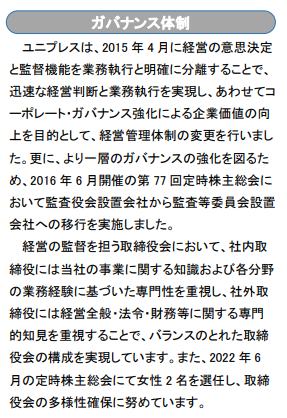 ガバナンス体制
ユニプレスは、2015 年 4 月に経営の意思決定
と監督機能を業務執行と明確に分離することで、
迅速な経営判断と業務執行を実現し、あわせてコ
ーポレート・ガバナンス強化による企業価値の向
上を目的として、経営管理体制の変更を行いまし
た。更に、より一層のガバナンスの強化を図るた
め、2016 年 6 月開催の第 77 回定時株主総会に
おいて監査役会設置会社から監査等委員会設置
会社への移行を実施しました。
経営の監督を担う取締役会において、社内取
締役には当社の事業に関する知識および各分野
の業務経験に基づいた専門性を重視し、社外取
締役には経営全般・法令・財務等に関する専門
的知見を重視することで、バランスのとれた取締
役会の構成を実現しています。また、2022 年 6
月の定時株主総会にて女性 2 名を選任し、取締
役会の多様性確保に努めています。